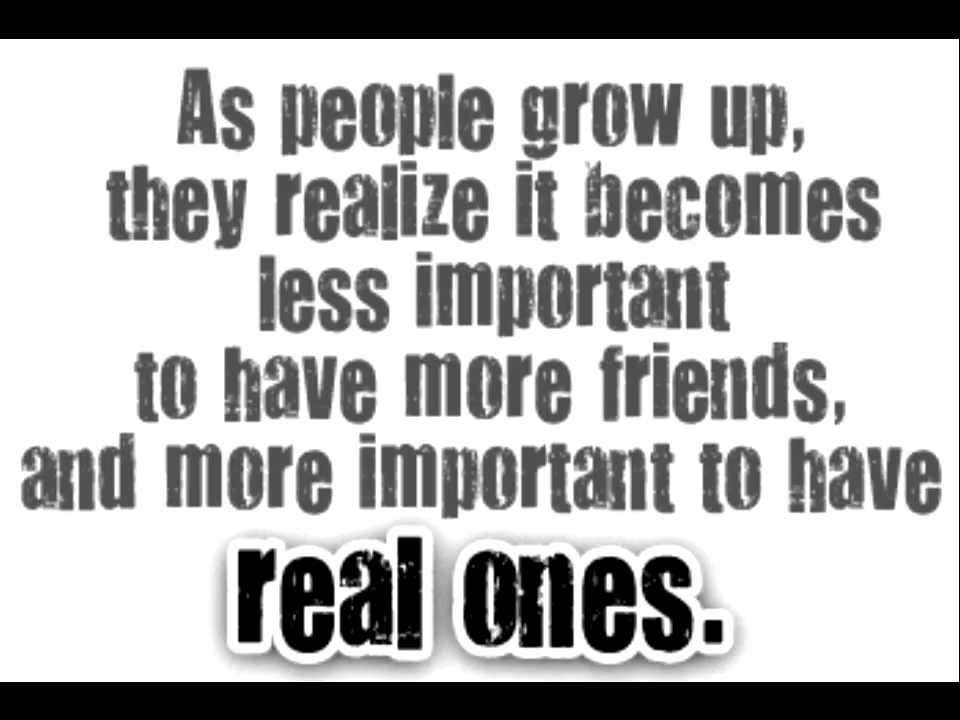 As people grow up,
they realize it becomes
less important
to have more friends,
and more important to have
real ones.